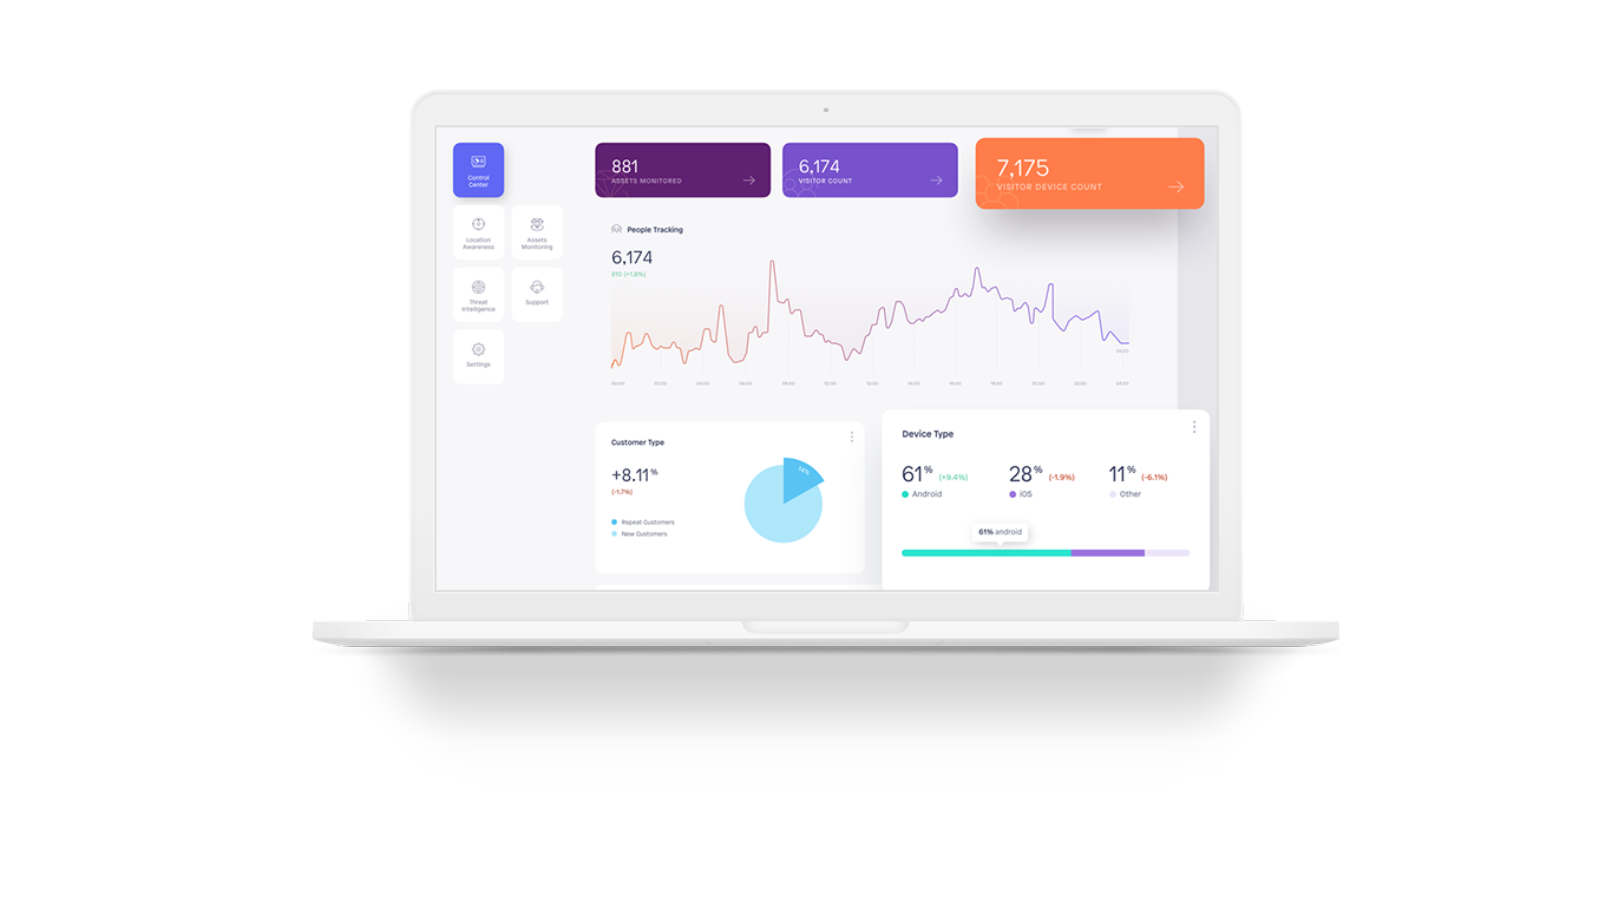 Control
Center
Location
Awareness
Assets
Monitoring
Threat
Intelligence
Support
Settings
881
ASSETS MONITORED
6,174
VISITOR COUNT
7,175
VISITOR DEVICE COUNT
People Tracking
6,174
910 (+1.8%)
Customer Type
+8.11%
(-1.7%)
Repeat Customers
New Customers
14%
Device Type
61% (+9.4%)
Android
28% (-1.9%)
iOS
11% (-6.1%)
Other
61% android